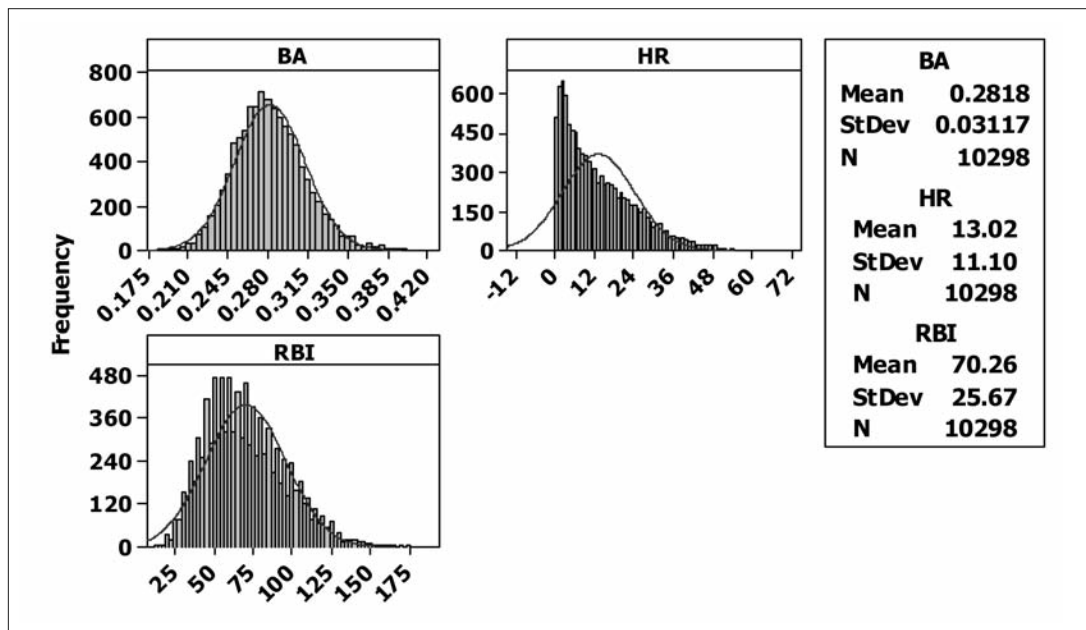 BA
800
600
400
200
0
0.175 0.210 0.245 0.280 0.315 0.350 0.385 0.420
HR
600
450
300
150
0
-12 0 12 24 36 48 60 72
Frequency
RBI
480
360
240
120
0
25 50 75 100 125 150 175
BA
Mean 0.2818
StDev 0.03117
N 10298
HR
Mean 13.02
StDev 11.10
N 10298
RBI
Mean 70.26
StDev 25.67
N 10298